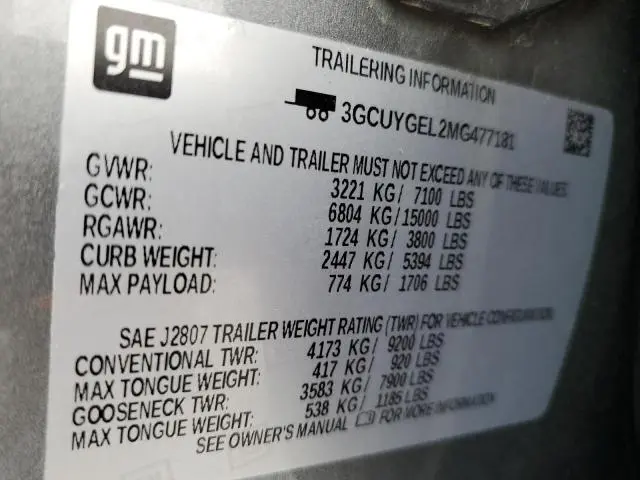 gm
TRAILERING INFORMATION
3GCUYGEL2MG477181
VEHICLE AND TRAILER MUST NOT EXCEED ANY OF THESE VALUES:
GVWR: 3221 KG/ 7100 LBS
GCWR: 6804 KG/15000 LBS
RGAWR: 1724 KG/ 3800 LBS
CURB WEIGHT: 2447 KG/ 5394 LBS
MAX PAYLOAD: 774 KG/ 1706 LBS
SAE J2807 TRAILER WEIGHT RATING (TWR) FOR VEHICLE CONFIGURATION:
CONVENTIONAL TWR: 4173 KG/ 9200 LBS
MAX TONGUE WEIGHT: 417 KG/ 920 LBS
GOOSENECK TWR: 3583 KG/ 7900 LBS
MAX TONGUE WEIGHT: 538 KG/ 1185 LBS
SEE OWNER'S MANUAL FOR MORE INFORMATION